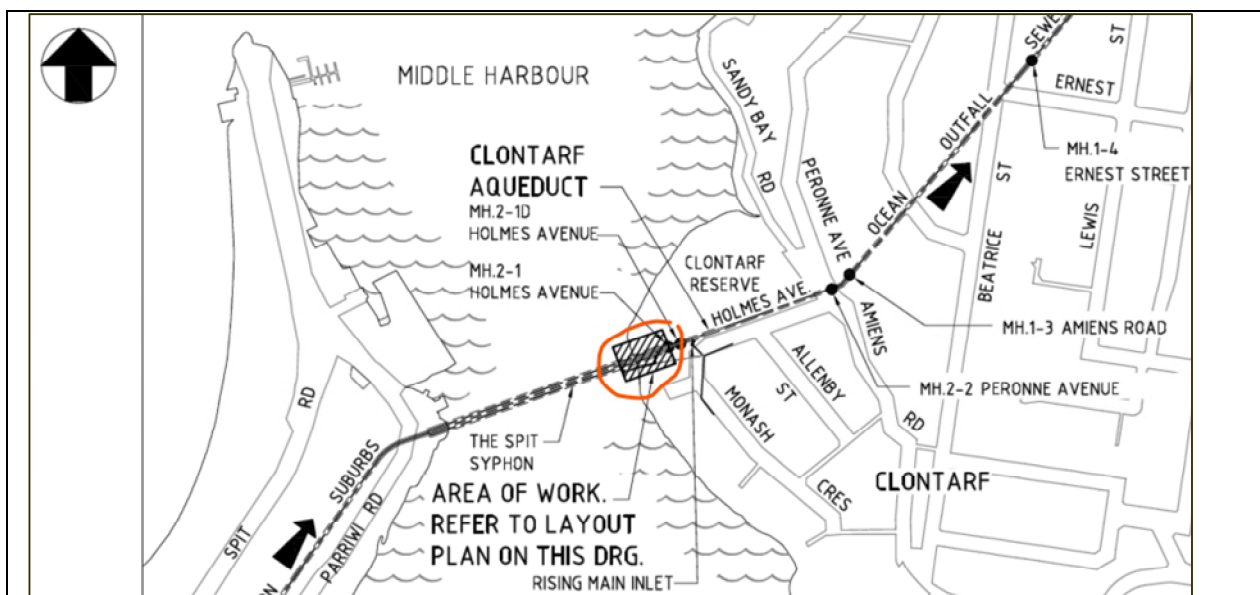 MIDDLE HARBOUR
CLONTARF
AQUEDUCT
MH.2-1D
HOLMES AVENUE
MH.2-1
HOLMES AVENUE
SANDY BAY
RD
PERONNE AVE
CLONTARF
RESERVE
HOLMES AVE.
OCEAN
OUTFALL
ST
ERNEST
MH.1-4
ERNEST STREET
BEATRICE
ST
LEWIS
AMIENS
RD
MH.1-3 AMIENS ROAD
MH.2-2 PERONNE AVENUE
ALLENBY
ST
MONASH
CRES
CLONTARF
THE SPIT
SYPHON
AREA OF WORK.
REFER TO LAYOUT
PLAN ON THIS DRG.
RISING MAIN INLET
SUBURBS
SPIT
RD
PARRIWI RD